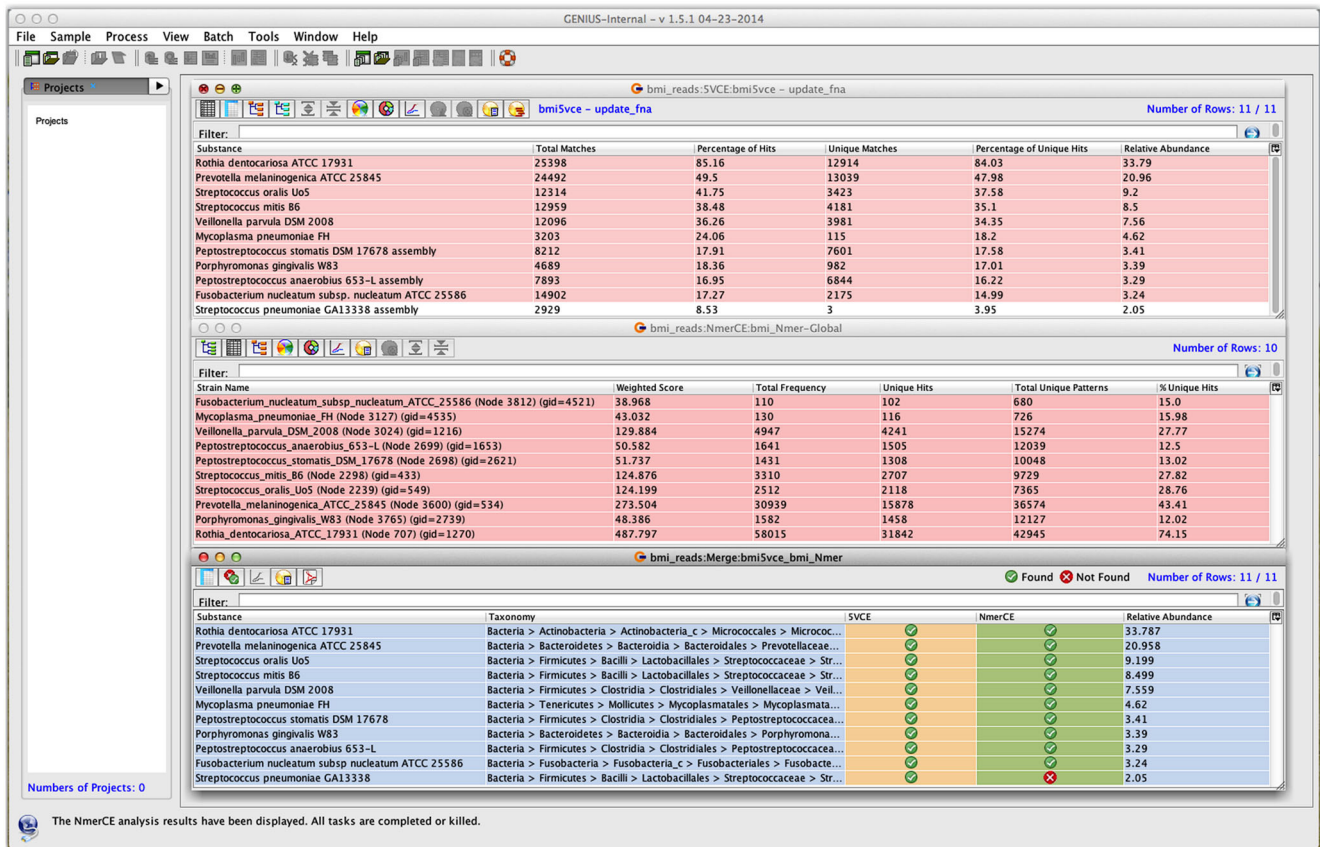 GENIUS-Internal - v 1.5.1 04-23-2014
File Sample Process View Batch Tools Window Help
Projects
Projects
Numbers of Projects: 0
bmi_reads:5VCE:bmi5vce - update_fna
bmi5vce - update_fna Number of Rows: 11 / 11
Filter:
Substance Total Matches Percentage of Hits Unique Matches Percentage of Unique Hits Relative Abundance
Rothia dentocariosa ATCC 17931 25398 85.16 12914 84.03 33.79
Prevotella melaninogenica ATCC 25845 24492 49.5 13039 47.98 20.96
Streptococcus oralis Uo5 12314 41.75 3423 37.58 9.2
Streptococcus mitis B6 12959 38.48 4181 35.1 8.5
Veillonella parvula DSM 2008 12096 36.26 3981 34.35 7.56
Mycoplasma pneumoniae FH 3203 24.06 115 18.2 4.62
Peptostreptococcus stomatis DSM 17678 assembly 8212 17.91 7601 17.58 3.41
Porphyromonas gingivalis W83 4689 18.36 982 17.01 3.39
Peptostreptococcus anaerobius 653-L assembly 7893 16.95 6844 16.22 3.29
Fusobacterium nucleatum subsp. nucleatum ATCC 25586 14902 17.27 2175 14.99 3.24
Streptococcus pneumoniae GA13338 assembly 2929 8.53 3 3.95 2.05
bmi_reads:NmerCE:bmi_Nmer-Global
Number of Rows: 10
Filter:
Strain Name Weighted Score Total Frequency Unique Hits Total Unique Patterns % Unique Hits
Fusobacterium_nucleatum_subsp_nucleatum_ATCC_25586 (Node 3812) (gid=4521) 38.968 110 102 680 15.0
Mycoplasma_pneumoniae_FH (Node 3127) (gid=4535) 43.032 130 116 726 15.98
Veillonella_parvula_DSM_2008 (Node 3024) (gid=1216) 129.884 4947 4241 15274 27.77
Peptostreptococcus_anaerobius_653-L (Node 2699) (gid=1653) 50.582 1641 1505 12039 12.5
Peptostreptococcus_stomatis_DSM_17678 (Node 2698) (gid=2621) 51.737 1431 1308 10048 13.02
Streptococcus_mitis_B6 (Node 2298) (gid=433) 124.876 3310 2707 9729 27.82
Streptococcus_oralis_Uo5 (Node 2239) (gid=549) 124.199 2512 2118 7365 28.76
Prevotella_melaninogenica_ATCC_25845 (Node 3600) (gid=534) 273.504 30939 15878 36574 43.41
Porphyromonas_gingivalis_W83 (Node 3765) (gid=2739) 48.386 1582 1458 12127 12.02
Rothia_dentocariosa_ATCC_17931 (Node 707) (gid=1270) 487.797 58015 31842 42945 74.15
bmi_reads:Merge:bmi5vce_bmi_Nmer
Found Not Found Number of Rows: 11 / 11
Filter:
Substance Taxonomy 5VCE NmerCE Relative Abundance
Rothia dentocariosa ATCC 17931 Bacteria > Actinobacteria > Actinobacteria_c > Micrococcales > Micrococ... 33.787
Prevotella melaninogenica ATCC 25845 Bacteria > Bacteroidetes > Bacteroidia > Bacteroidales > Prevotellaceae... 20.958
Streptococcus oralis Uo5 Bacteria > Firmicutes > Bacilli > Lactobacillales > Streptococcaceae > Str... 9.199
Streptococcus mitis B6 Bacteria > Firmicutes > Bacilli > Lactobacillales > Streptococcaceae > Str... 8.499
Veillonella parvula DSM 2008 Bacteria > Firmicutes > Clostridia > Clostridiales > Veillonellaceae > Veil... 7.559
Mycoplasma pneumoniae FH Bacteria > Tenericutes > Mollicutes > Mycoplasmatales > Mycoplasmata... 4.62
Peptostreptococcus stomatis DSM 17678 Bacteria > Firmicutes > Clostridia > Clostridiales > Peptostreptococcacea... 3.41
Porphyromonas gingivalis W83 Bacteria > Bacteroidetes > Bacteroidia > Bacteroidales > Porphyromona... 3.39
Peptostreptococcus anaerobius 653-L Bacteria > Firmicutes > Clostridia > Clostridiales > Peptostreptococcacea... 3.29
Fusobacterium nucleatum subsp nucleatum ATCC 25586 Bacteria > Fusobacteria > Fusobacteria_c > Fusobacteriales > Fusobacte... 3.24
Streptococcus pneumoniae GA13338 Bacteria > Firmicutes > Bacilli > Lactobacillales > Streptococcaceae > Str... 2.05
The NmerCE analysis results have been displayed. All tasks are completed or killed.